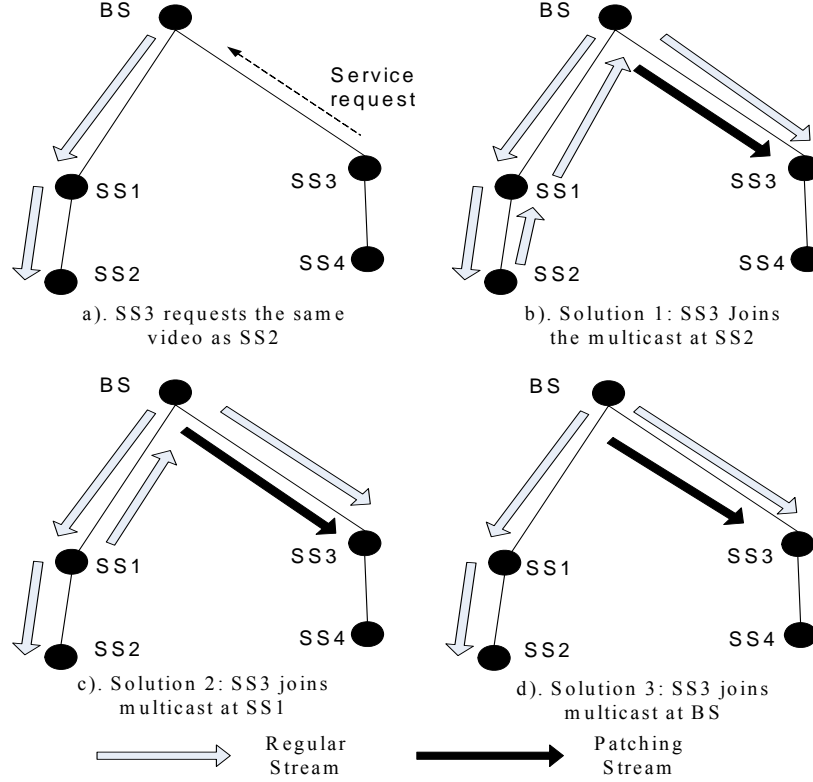 BS
Service
request
SS1
SS3
SS2
SS4
a). SS3 requests the same
video as SS2
BS
SS1
SS3
SS2
SS4
b). Solution 1: SS3 Joins
the multicast at SS2
BS
SS1
SS3
SS2
SS4
c). Solution 2: SS3 joins
multicast at SS1
BS
SS1
SS3
SS2
SS4
d). Solution 3: SS3 joins
multicast at BS
Regular
Stream
Patching
Stream